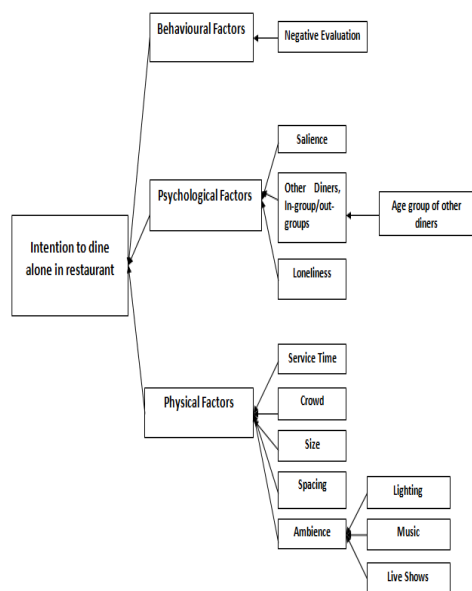 Behavioural Factors
Negative Evaluation
Salience
Psychological Factors
Other Diners,
In-group/out-
groups
Age group of other
diners
Loneliness
Intention to dine
alone in restaurant
Service Time
Physical Factors
Crowd
Size
Spacing
Ambience
Lighting
Music
Live Shows